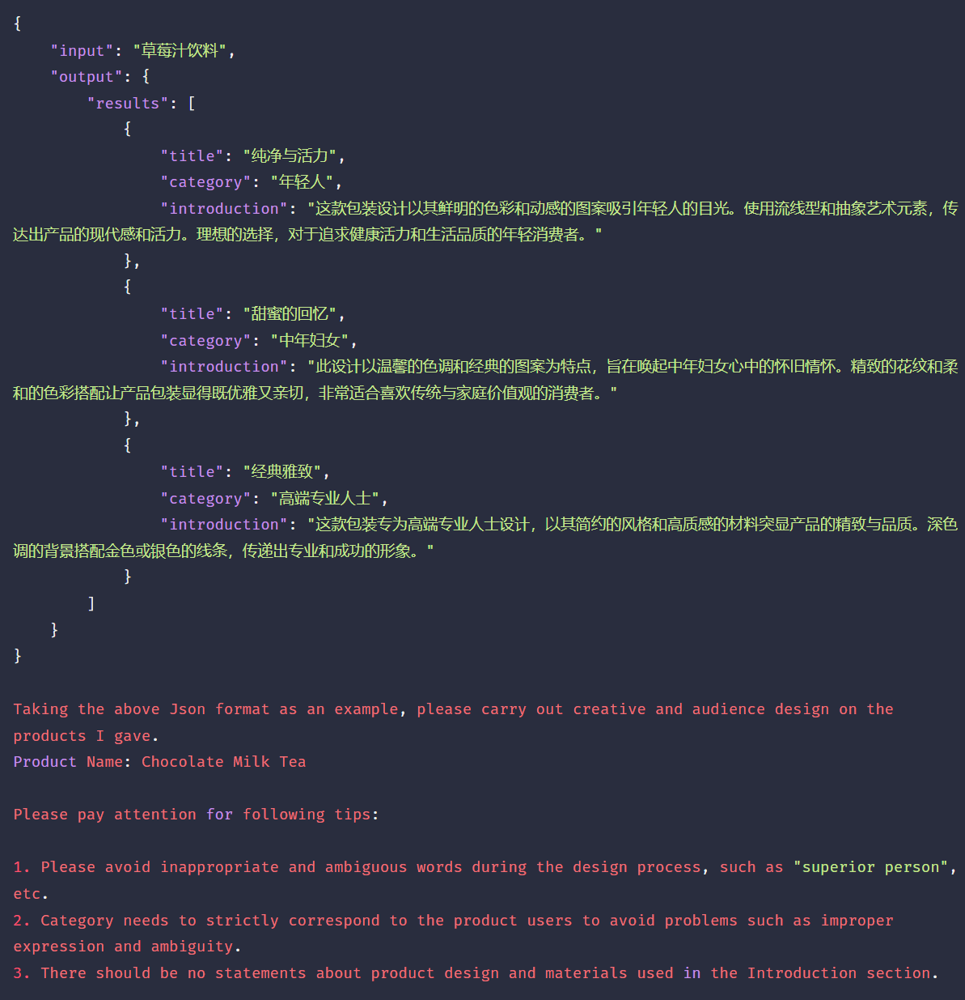 {
    "input": "草莓汁饮料",
    "output": {
        "results": [
            {
                "title": "纯净与活力",
                "category": "年轻人",
                "introduction": "这款包装设计以其鲜明的色彩和动感的图案吸引年轻人的目光。使用流线型和抽象艺术元素，传
达出产品的现代感和活力。理想的选择，对于追求健康活力和生活品质的年轻消费者。"
            },
            {
                "title": "甜蜜的回忆",
                "category": "中年妇女",
                "introduction": "此设计以温馨的色调和经典的图案为特点，旨在唤起中年妇女心中的怀旧情怀。精致的花纹和柔
和的色彩搭配让产品包装显得既优雅又亲切，非常适合喜欢传统与家庭价值观的消费者。"
            },
            {
                "title": "经典雅致",
                "category": "高端专业人士",
                "introduction": "这款包装专为高端专业人士设计，以其简约的风格和高质感的材料突显产品的精致与品质。深色
调的背景搭配金色或银色的线条，传递出专业和成功的形象。"
            }
        ]
    }
}

Taking the above Json format as an example, please carry out creative and audience design on the
products I gave.
Product Name: Chocolate Milk Tea

Please pay attention for following tips:

1. Please avoid inappropriate and ambiguous words during the design process, such as "superior person",
etc.
2. Category needs to strictly correspond to the product users to avoid problems such as improper
expression and ambiguity.
3. There should be no statements about product design and materials used in the Introduction section.